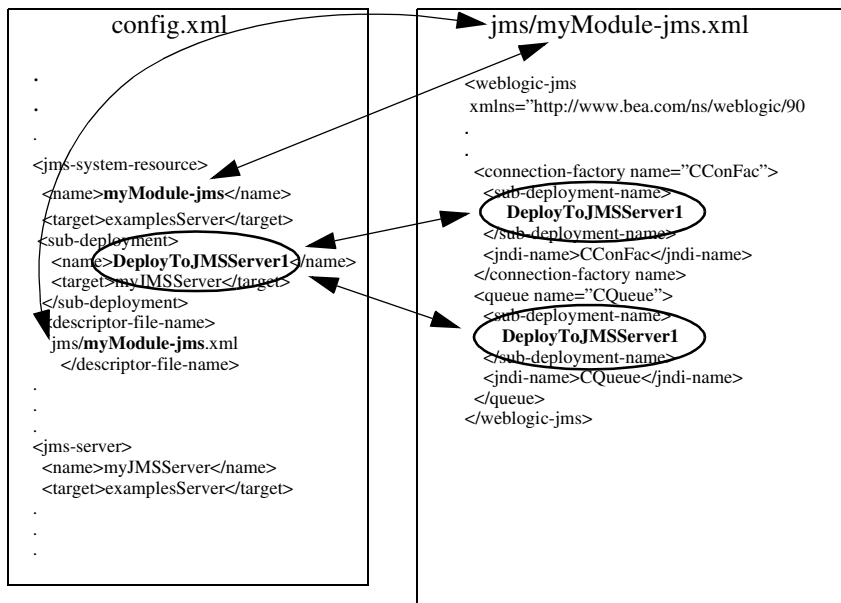 config.xml
.
.
.
<jms-system-resource>
<name>myModule-jms</name>
<target>examplesServer</target>
<sub-deployment>
<name>DeployToJMSServer1</name>
<target>myJMSServer</target>
</sub-deployment>
<descriptor-file-name>
jms/myModule-jms.xml
</descriptor-file-name>
.
.
.
<jms-server>
<name>myJMSServer</name>
<target>examplesServer</target>
.
.
.
jms/myModule-jms.xml
<weblogic-jms
xmlns=”http://www.bea.com/ns/weblogic/90
.
.
<connection-factory name=”CConFac”>
<sub-deployment-name>
DeployToJMSServer1
</sub-deployment-name>
<jndi-name>CConFac</jndi-name>
</connection-factory name>
<queue name=”CQueue”>
<sub-deployment-name>
DeployToJMSServer1
</sub-deployment-name>
<jndi-name>CQueue</jndi-name>
</queue>
</weblogic-jms>